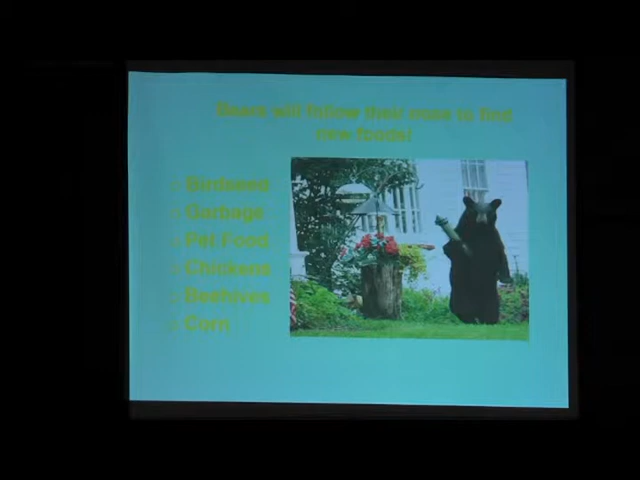 Bears will follow their nose to find
new foods!
Birdseed
Garbage
Pet Food
Chickens
Beehives
Corn